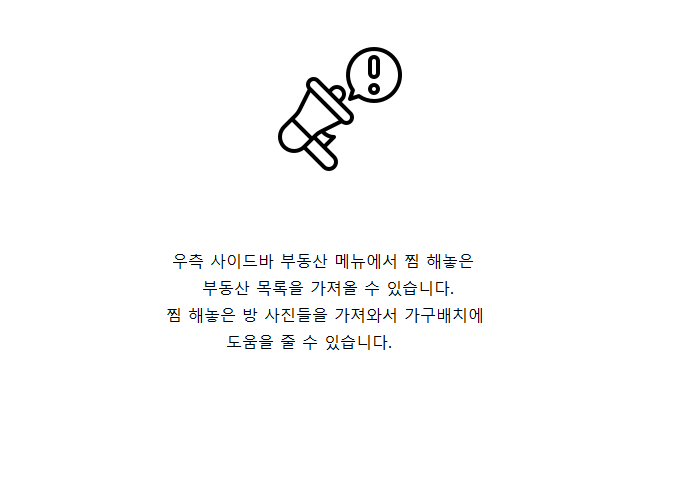 우측 사이드바 부동산 메뉴에서 찜 해놓은
부동산 목록을 가져올 수 있습니다.
찜 해놓은 방 사진들을 가져와서 가구배치에
도움을 줄 수 있습니다.